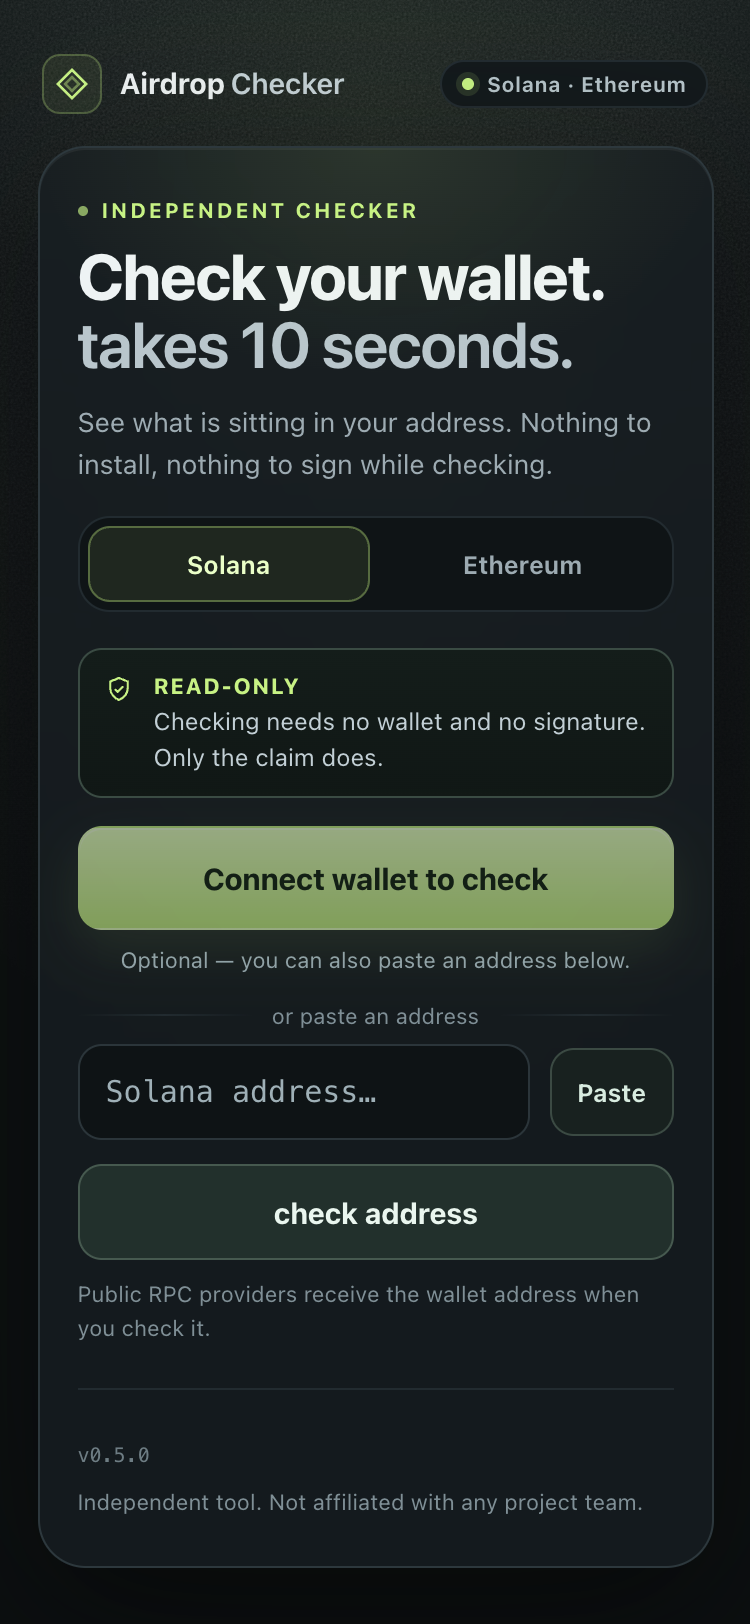 Airdrop Checker
Solana · Ethereum
INDEPENDENT CHECKER
Check your wallet.
takes 10 seconds.
See what is sitting in your address. Nothing to
install, nothing to sign while checking.
Solana
Ethereum
READ-ONLY
Checking needs no wallet and no signature.
Only the claim does.
Connect wallet to check
Optional — you can also paste an address below.
or paste an address
Solana address…
Paste
check address
Public RPC providers receive the wallet address when
you check it.
v0.5.0
Independent tool. Not affiliated with any project team.